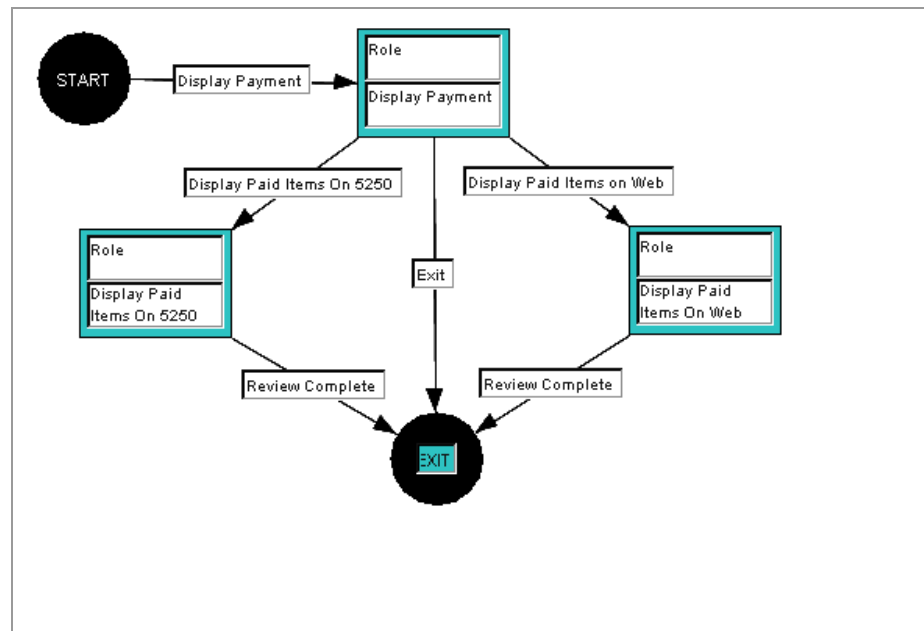 START
Display Payment
Role
Display Payment
Display Paid Items On 5250
Display Paid Items on Web
Role
Display Paid
Items On 5250
Exit
Role
Display Paid
Items On Web
Review Complete
Review Complete
EXIT